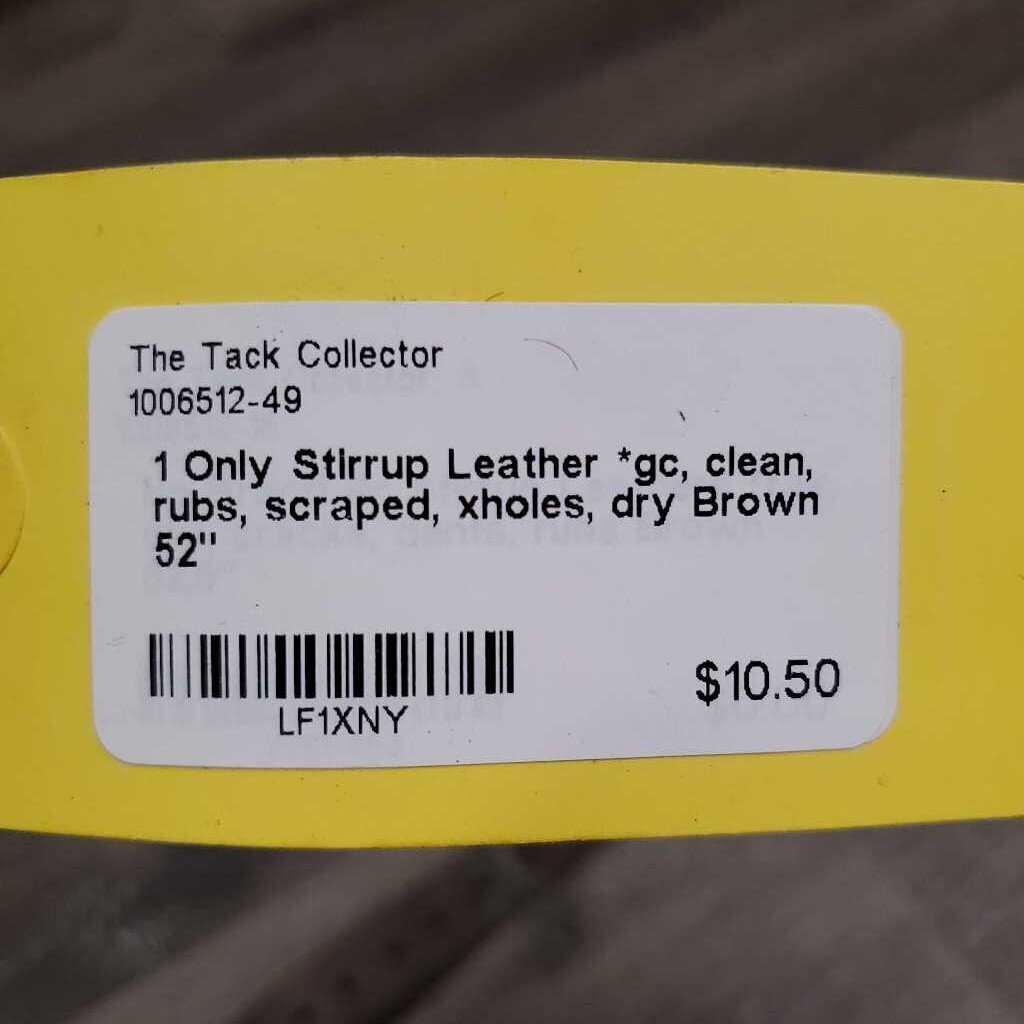 The Tack Collector
1006512-49
1 Only Stirrup Leather *gc, clean,
rubs, scraped, xholes, dry Brown
52"
LF1XNY
$10.50